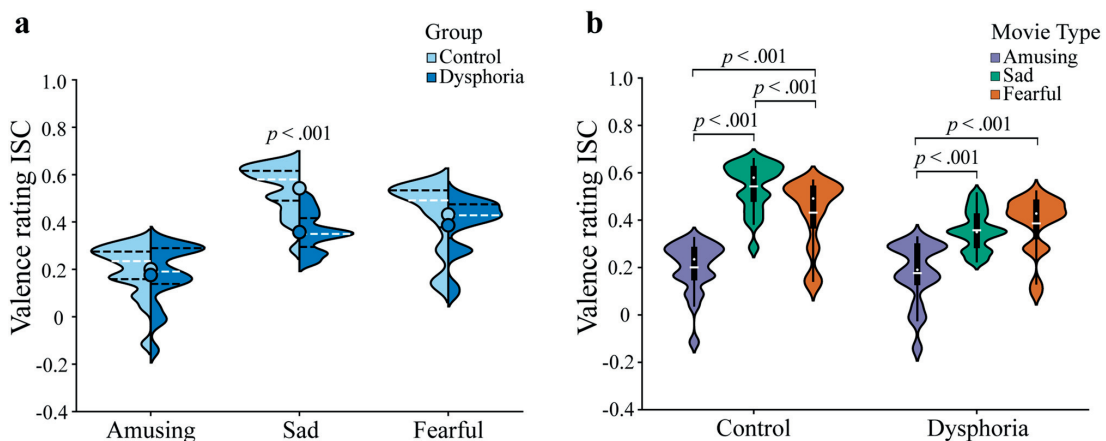 a
Group
Control
Dysphoria
Valence rating ISC
1.0
0.8
0.6
0.4
0.2
0
-0.2
-0.4
p < .001
Amusing
Sad
Fearful
b
Movie Type
Amusing
Sad
Fearful
Valence rating ISC
1.0
0.8
0.6
0.4
0.2
0
-0.2
-0.4
p < .001
p < .001
p < .001
p < .001
p < .001
Control
Dysphoria